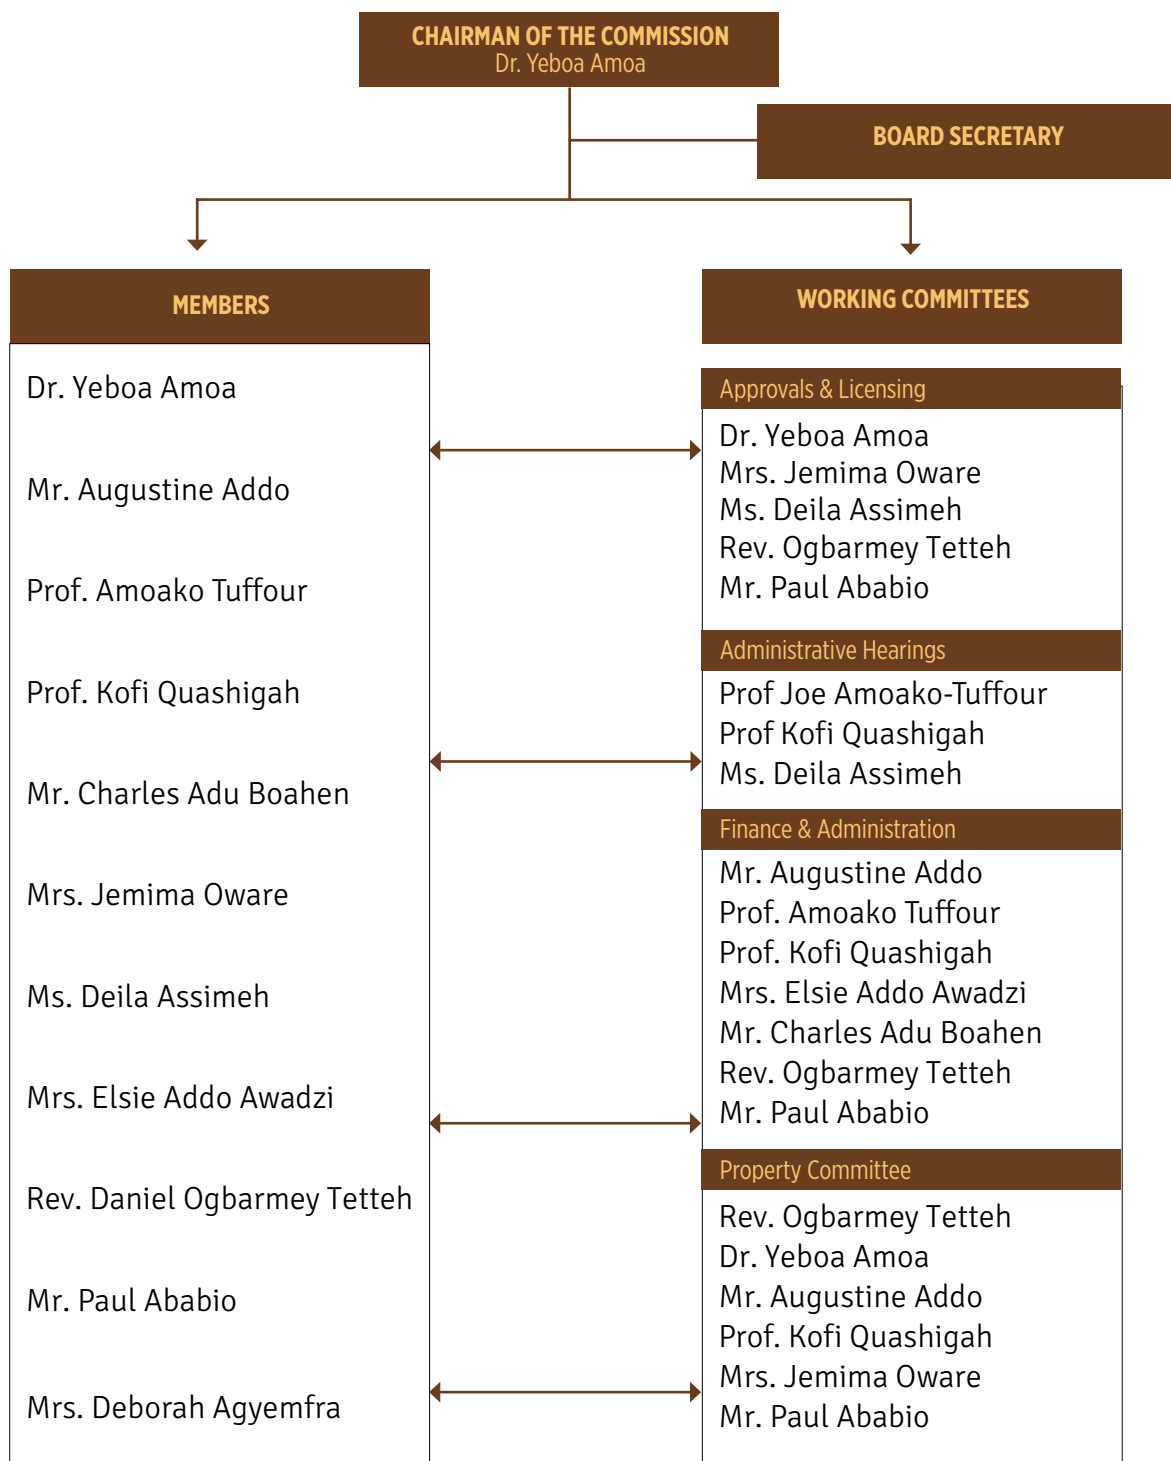 CHAIRMAN OF THE COMMISSION
Dr. Yeboa Amoa
BOARD SECRETARY
MEMBERS
Dr. Yeboa Amoa
Mr. Augustine Addo
Prof. Amoako Tuffour
Prof. Kofi Quashigah
Mr. Charles Adu Boahen
Mrs. Jemima Oware
Ms. Deila Assimeh
Mrs. Elsie Addo Awadzi
Rev. Daniel Ogbarmey Tetteh
Mr. Paul Ababio
Mrs. Deborah Agyemfra
WORKING COMMITTEES
Approvals & Licensing
Dr. Yeboa Amoa
Mrs. Jemima Oware
Ms. Deila Assimeh
Rev. Ogbarmey Tetteh
Mr. Paul Ababio
Administrative Hearings
Prof Joe Amoako-Tuffour
Prof Kofi Quashigah
Ms. Deila Assimeh
Finance & Administration
Mr. Augustine Addo
Prof. Amoako Tuffour
Prof. Kofi Quashigah
Mrs. Elsie Addo Awadzi
Mr. Charles Adu Boahen
Rev. Ogbarmey Tetteh
Mr. Paul Ababio
Property Committee
Rev. Ogbarmey Tetteh
Dr. Yeboa Amoa
Mr. Augustine Addo
Prof. Kofi Quashigah
Mrs. Jemima Oware
Mr. Paul Ababio